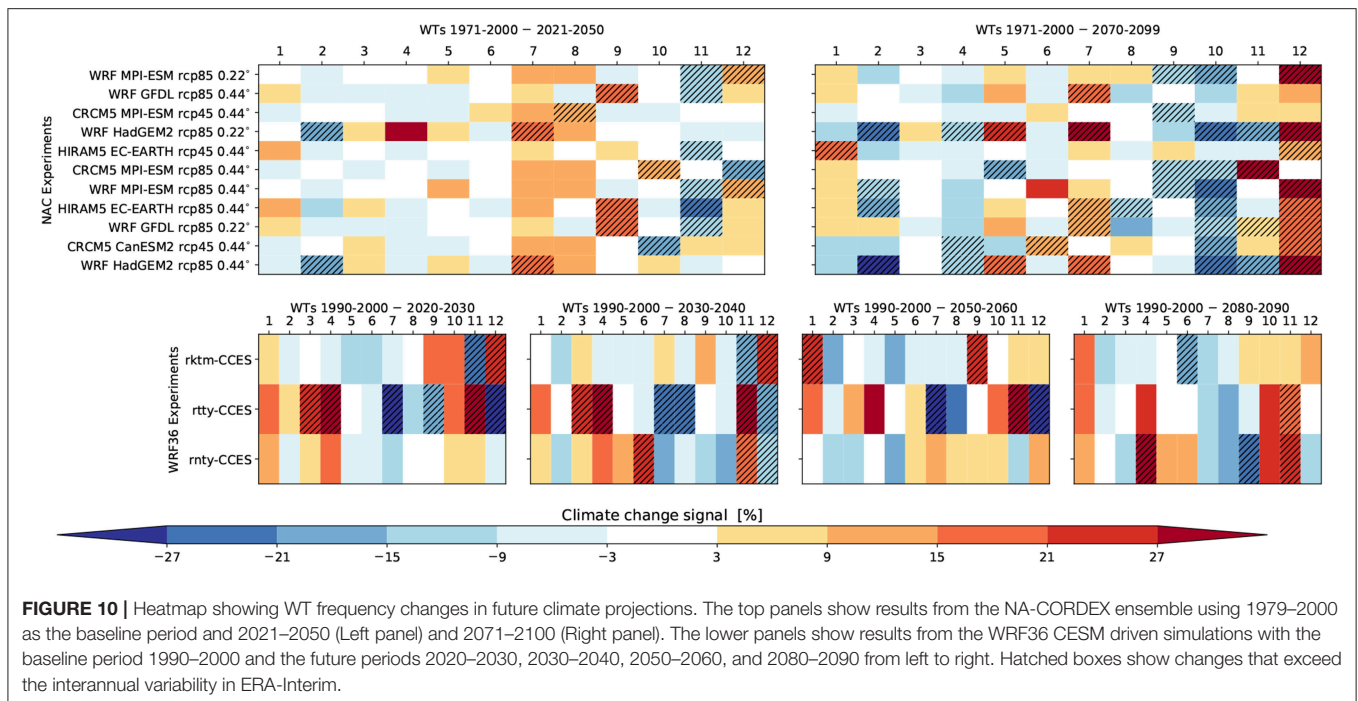 WTs 1971-2000 − 2021-2050
WTs 1971-2000 − 2070-2099
1 2 3 4 5 6 7 8 9 10 11 12
1 2 3 4 5 6 7 8 9 10 11 12
NAC Experiments
WRF MPI-ESM rcp85 0.22°
WRF GFDL rcp85 0.44°
CRCM5 MPI-ESM rcp45 0.44°
WRF HadGEM2 rcp85 0.22°
HIRAM5 EC-EARTH rcp45 0.44°
CRCM5 MPI-ESM rcp85 0.44°
WRF MPI-ESM rcp85 0.44°
HIRAM5 EC-EARTH rcp85 0.44°
WRF GFDL rcp85 0.22°
CRCM5 CanESM2 rcp45 0.44°
WRF HadGEM2 rcp85 0.44°
WTs 1990-2000 − 2020-2030
WTs 1990-2000 − 2030-2040
WTs 1990-2000 − 2050-2060
WTs 1990-2000 − 2080-2090
1 2 3 4 5 6 7 8 9 10 11 12
1 2 3 4 5 6 7 8 9 10 11 12
1 2 3 4 5 6 7 8 9 10 11 12
1 2 3 4 5 6 7 8 9 10 11 12
WRF36 Experiments
rktm-CCES
rtty-CCES
rnty-CCES
Climate change signal [%]
−27 −21 −15 −9 −3 3 9 15 21 27
FIGURE 10 | Heatmap showing WT frequency changes in future climate projections. The top panels show results from the NA-CORDEX ensemble using 1979–2000
as the baseline period and 2021–2050 (Left panel) and 2071–2100 (Right panel). The lower panels show results from the WRF36 CESM driven simulations with the
baseline period 1990–2000 and the future periods 2020–2030, 2030–2040, 2050–2060, and 2080–2090 from left to right. Hatched boxes show changes that exceed
the interannual variability in ERA-Interim.